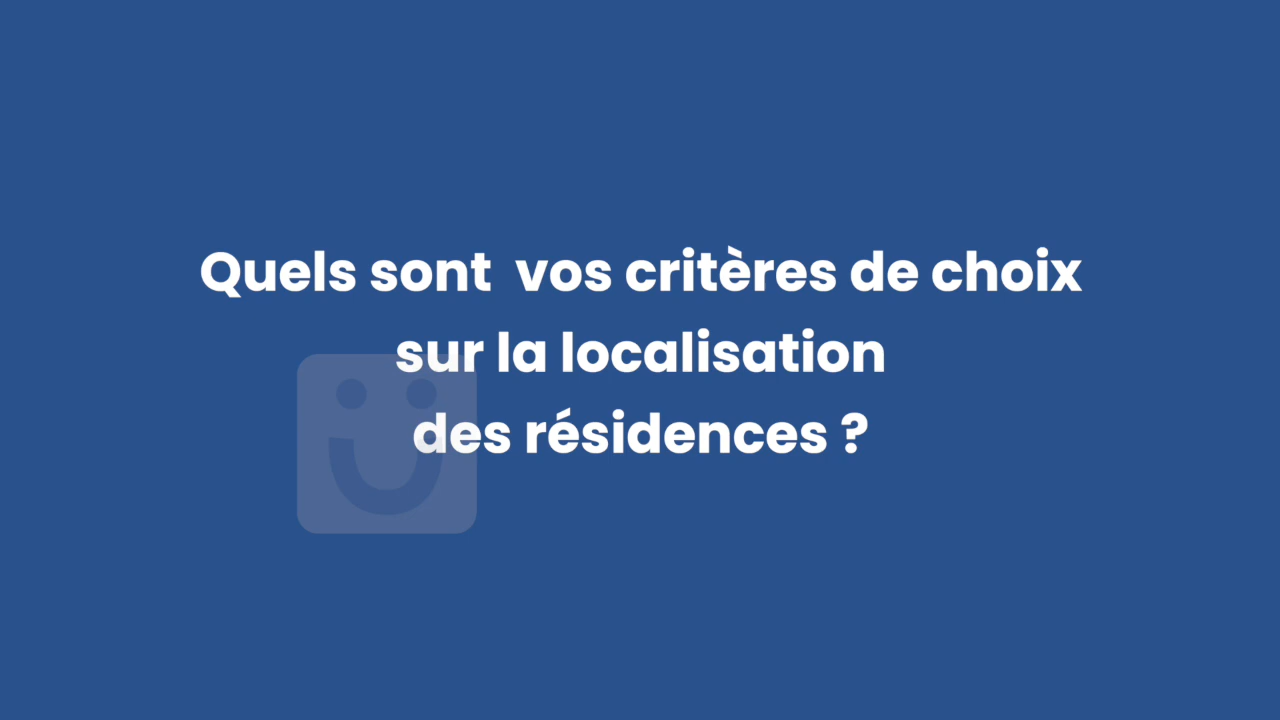 Quels sont  vos critères de choix
sur la localisation
des résidences ?